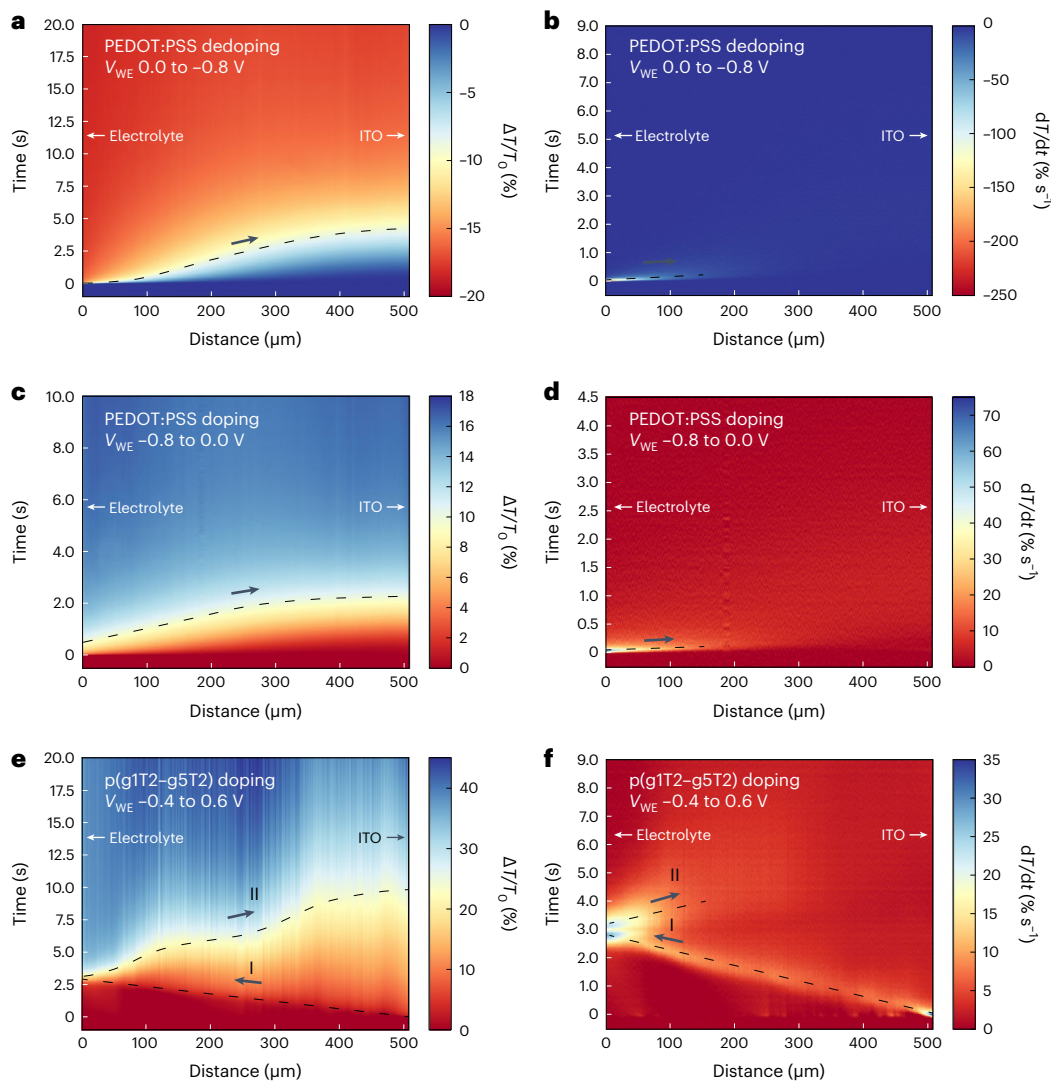 a
PEDOT:PSS dedoping
V_WE 0.0 to −0.8 V
← Electrolyte
ITO →
20.0
17.5
15.0
12.5
10.0
7.5
5.0
2.5
0
Time (s)
0 100 200 300 400 500
Distance (µm)
0
−5
−10
−15
−20
ΔT/T₀ (%)
b
PEDOT:PSS dedoping
V_WE 0.0 to −0.8 V
← Electrolyte
ITO →
9.0
8.0
7.0
6.0
5.0
4.0
3.0
2.0
1.0
0
Time (s)
0 100 200 300 400 500
Distance (µm)
0
−50
−100
−150
−200
−250
dT/dt (% s⁻¹)
c
PEDOT:PSS doping
V_WE −0.8 to 0.0 V
← Electrolyte
ITO →
10.0
8.0
6.0
4.0
2.0
0
Time (s)
0 100 200 300 400 500
Distance (µm)
18
16
14
12
10
8
6
4
2
0
ΔT/T₀ (%)
d
PEDOT:PSS doping
V_WE −0.8 to 0.0 V
← Electrolyte
ITO →
4.5
4.0
3.5
3.0
2.5
2.0
1.5
1.0
0.5
0
Time (s)
0 100 200 300 400 500
Distance (µm)
70
60
50
40
30
20
10
0
dT/dt (% s⁻¹)
e
p(g1T2–g5T2) doping
V_WE −0.4 to 0.6 V
← Electrolyte
ITO →
II
I
20.0
17.5
15.0
12.5
10.0
7.5
5.0
2.5
0
Time (s)
0 100 200 300 400 500
Distance (µm)
40
30
20
10
0
ΔT/T₀ (%)
f
p(g1T2–g5T2) doping
V_WE −0.4 to 0.6 V
← Electrolyte
ITO →
II
I
9.0
8.0
7.0
6.0
5.0
4.0
3.0
2.0
1.0
0
Time (s)
0 100 200 300 400 500
Distance (µm)
35
30
25
20
15
10
5
0
dT/dt (% s⁻¹)